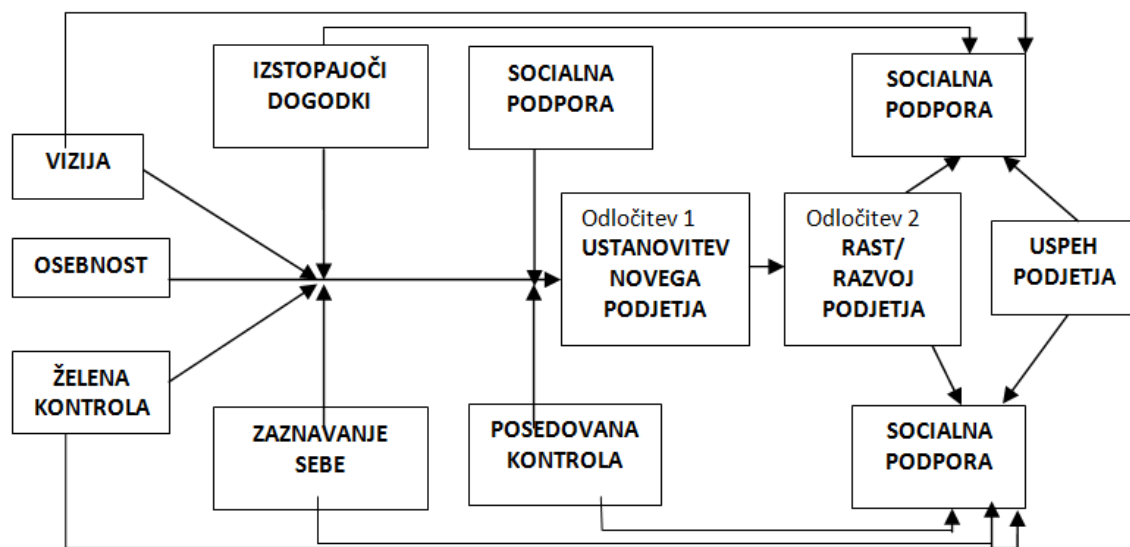 IZSTOPAJOČI
DOGODKI
SOCIALNA
PODPORA
SOCIALNA
PODPORA
VIZIJA
OSEBNOST
ŽELENA
KONTROLA
Odločitev 1
USTANOVITEV
NOVEGA
PODJETJA
Odločitev 2
RAST/
RAZVOJ
PODJETJA
USPEH
PODJETJA
ZAZNAVANJE
SEBE
POSEDOVANA
KONTROLA
SOCIALNA
PODPORA